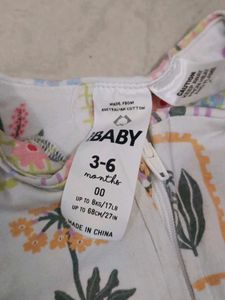 MADE FROM
AUSTRALIAN COTTON
BABY
3-6
months
00
UP TO 8KG/17LB
UP TO 68CM/27IN
MADE IN CHINA
CAUTION